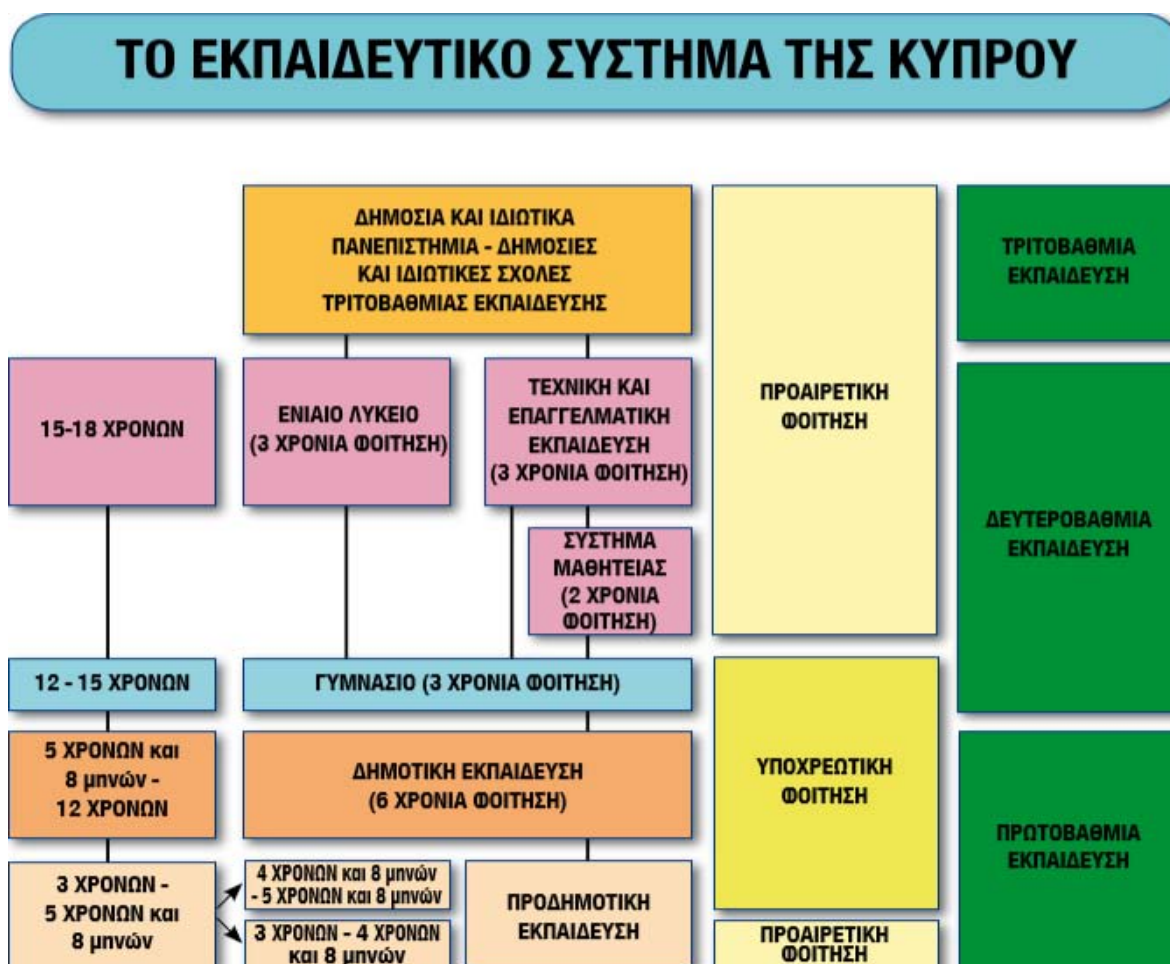 ΤΟ ΕΚΠΑΙΔΕΥΤΙΚΟ ΣΥΣΤΗΜΑ ΤΗΣ ΚΥΠΡΟΥ
ΔΗΜΟΣΙΑ ΚΑΙ ΙΔΙΩΤΙΚΑ
ΠΑΝΕΠΙΣΤΗΜΙΑ - ΔΗΜΟΣΙΕΣ
ΚΑΙ ΙΔΙΩΤΙΚΕΣ ΣΧΟΛΕΣ
ΤΡΙΤΟΒΑΘΜΙΑΣ ΕΚΠΑΙΔΕΥΣΗΣ
ΤΡΙΤΟΒΑΘΜΙΑ
ΕΚΠΑΙΔΕΥΣΗ
15-18 ΧΡΟΝΩΝ
ΕΝΙΑΙΟ ΛΥΚΕΙΟ
(3 ΧΡΟΝΙΑ ΦΟΙΤΗΣΗ)
ΤΕΧΝΙΚΗ ΚΑΙ
ΕΠΑΓΓΕΛΜΑΤΙΚΗ
ΕΚΠΑΙΔΕΥΣΗ
(3 ΧΡΟΝΙΑ ΦΟΙΤΗΣΗ)
ΠΡΟΑΙΡΕΤΙΚΗ
ΦΟΙΤΗΣΗ
ΣΥΣΤΗΜΑ
ΜΑΘΗΤΕΙΑΣ
(2 ΧΡΟΝΙΑ
ΦΟΙΤΗΣΗ)
ΔΕΥΤΕΡΟΒΑΘΜΙΑ
ΕΚΠΑΙΔΕΥΣΗ
12 - 15 ΧΡΟΝΩΝ
ΓΥΜΝΑΣΙΟ (3 ΧΡΟΝΙΑ ΦΟΙΤΗΣΗ)
5 ΧΡΟΝΩΝ και
8 μηνών -
12 ΧΡΟΝΩΝ
ΔΗΜΟΤΙΚΗ ΕΚΠΑΙΔΕΥΣΗ
(6 ΧΡΟΝΙΑ ΦΟΙΤΗΣΗ)
ΥΠΟΧΡΕΩΤΙΚΗ
ΦΟΙΤΗΣΗ
ΠΡΩΤΟΒΑΘΜΙΑ
ΕΚΠΑΙΔΕΥΣΗ
3 ΧΡΟΝΩΝ -
5 ΧΡΟΝΩΝ και
8 μηνών
4 ΧΡΟΝΩΝ και 8 μηνών
- 5 ΧΡΟΝΩΝ και 8 μηνών
3 ΧΡΟΝΩΝ - 4 ΧΡΟΝΩΝ
και 8 μηνών
ΠΡΟΔΗΜΟΤΙΚΗ
ΕΚΠΑΙΔΕΥΣΗ
ΠΡΟΑΙΡΕΤΙΚΗ
ΦΟΙΤΗΣΗ